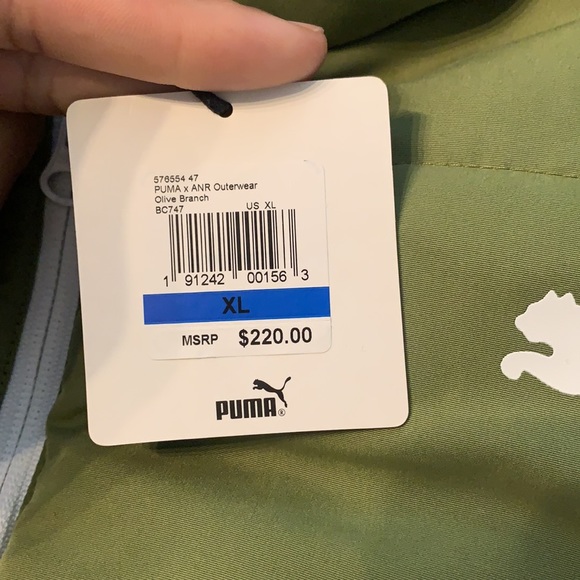 576554 47
PUMA x ANR Outerwear
Olive Branch
BC747 US XL
1 91242 00156 3
XL
MSRP $220.00
PUMA®